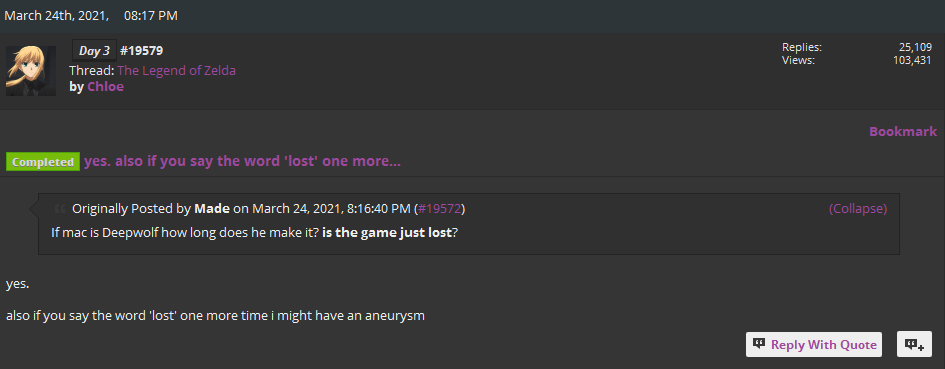 March 24th, 2021, 08:17 PM
Day 3 #19579
Replies: 25,109
Thread: The Legend of Zelda
Views: 103,431
by Chloe
Bookmark
Completed yes. also if you say the word 'lost' one more...
Originally Posted by Made on March 24, 2021, 8:16:40 PM (#19572) (Collapse)
If mac is Deepwolf how long does he make it? is the game just lost?
yes.
also if you say the word 'lost' one more time i might have an aneurysm
Reply With Quote